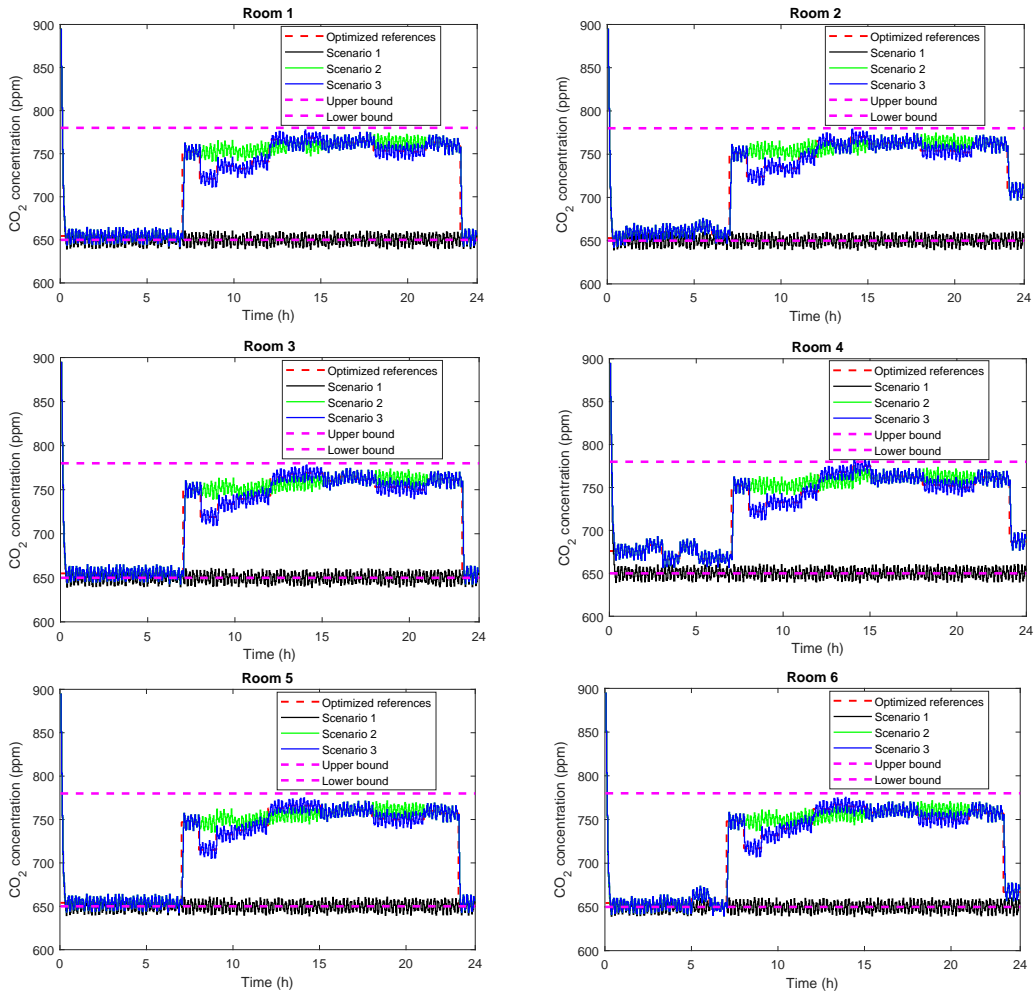 Room 1
900
850
800
750
700
650
600
CO2 concentration (ppm)
0 5 10 15 20 24
Time (h)
Optimized references
Scenario 1
Scenario 2
Scenario 3
Upper bound
Lower bound
Room 2
900
850
800
750
700
650
600
CO2 concentration (ppm)
0 5 10 15 20 24
Time (h)
Optimized references
Scenario 1
Scenario 2
Scenario 3
Upper bound
Lower bound
Room 3
900
850
800
750
700
650
600
CO2 concentration (ppm)
0 5 10 15 20 24
Time (h)
Optimized references
Scenario 1
Scenario 2
Scenario 3
Upper bound
Lower bound
Room 4
900
850
800
750
700
650
600
CO2 concentration (ppm)
0 5 10 15 20 24
Time (h)
Optimized references
Scenario 1
Scenario 2
Scenario 3
Upper bound
Lower bound
Room 5
900
850
800
750
700
650
600
CO2 concentration (ppm)
0 5 10 15 20 24
Time (h)
Optimized references
Scenario 1
Scenario 2
Scenario 3
Upper bound
Lower bound
Room 6
900
850
800
750
700
650
600
CO2 concentration (ppm)
0 5 10 15 20 24
Time (h)
Optimized references
Scenario 1
Scenario 2
Scenario 3
Upper bound
Lower bound